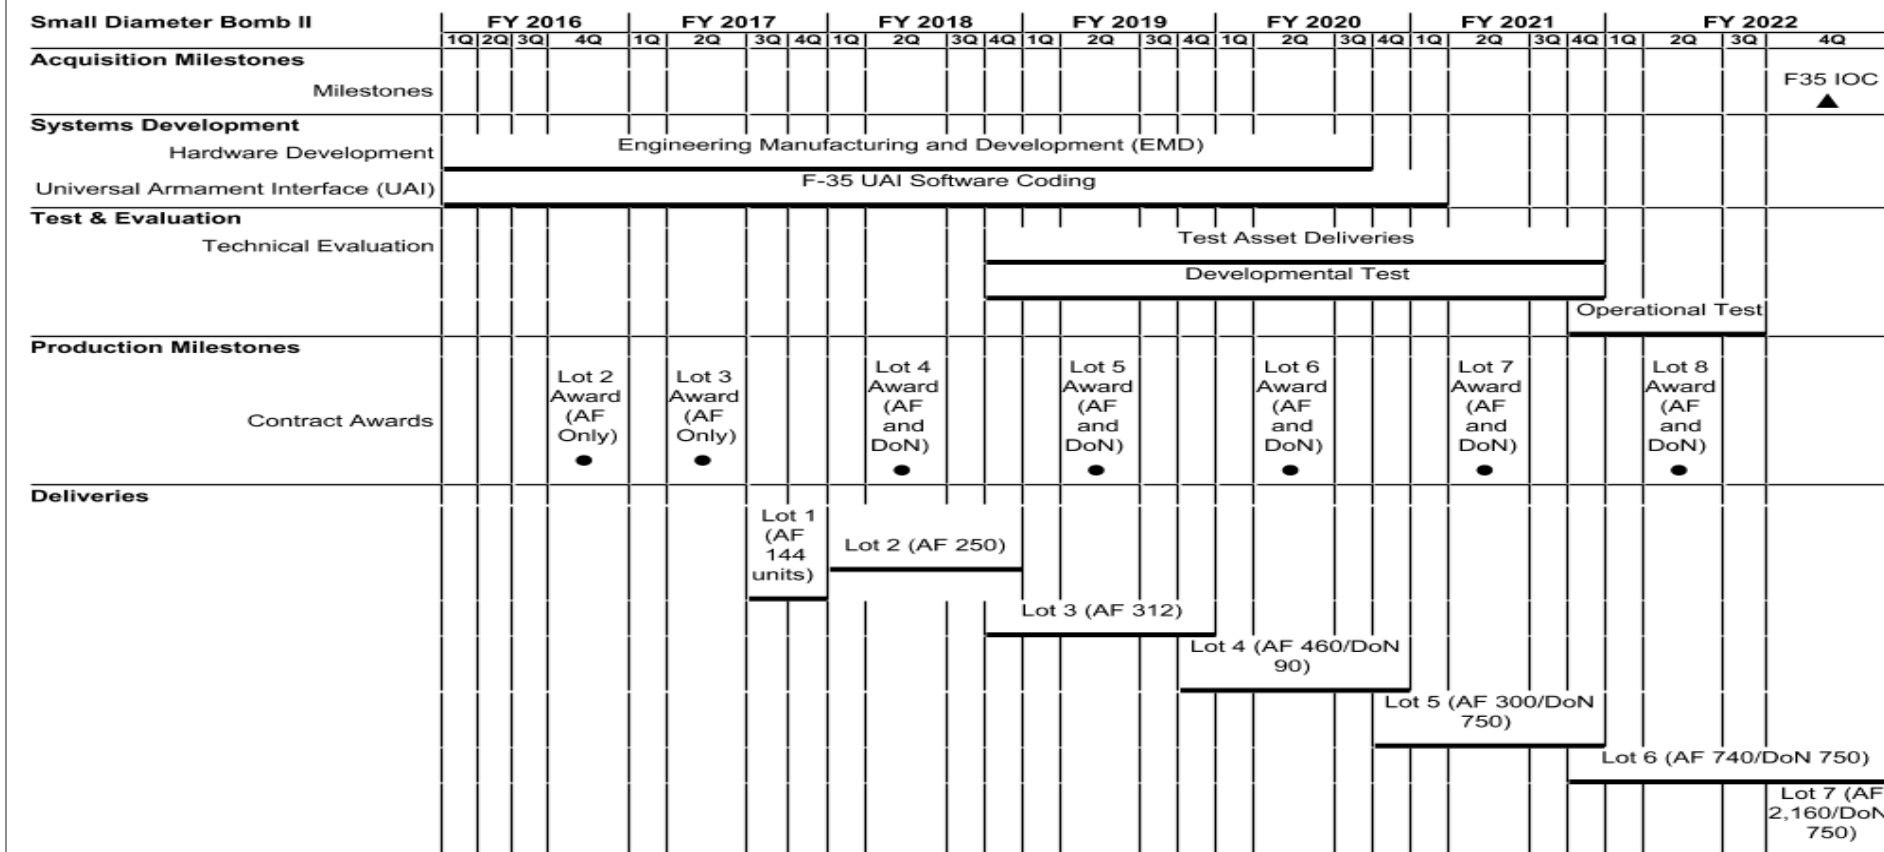 Small Diameter Bomb II FY 2016 FY 2017 FY 2018 FY 2019 FY 2020 FY 2021 FY 2022
1Q 2Q 3Q 4Q 1Q 2Q 3Q 4Q 1Q 2Q 3Q 4Q 1Q 2Q 3Q 4Q 1Q 2Q 3Q 4Q 1Q 2Q 3Q 4Q 1Q 2Q 3Q 4Q
Acquisition Milestones
Milestones
F35 IOC
Systems Development
Hardware Development
Engineering Manufacturing and Development (EMD)
Universal Armament Interface (UAI)
F-35 UAI Software Coding
Test & Evaluation
Technical Evaluation
Test Asset Deliveries
Developmental Test
Operational Test
Production Milestones
Contract Awards
Lot 2
Award
(AF
Only)
Lot 3
Award
(AF
Only)
Lot 4
Award
(AF
and
DoN)
Lot 5
Award
(AF
and
DoN)
Lot 6
Award
(AF
and
DoN)
Lot 7
Award
(AF
and
DoN)
Lot 8
Award
(AF
and
DoN)
Deliveries
Lot 1
(AF
144
units)
Lot 2 (AF 250)
Lot 3 (AF 312)
Lot 4 (AF 460/DoN
90)
Lot 5 (AF 300/DoN
750)
Lot 6 (AF 740/DoN 750)
Lot 7 (AF
2,160/DoN
750)